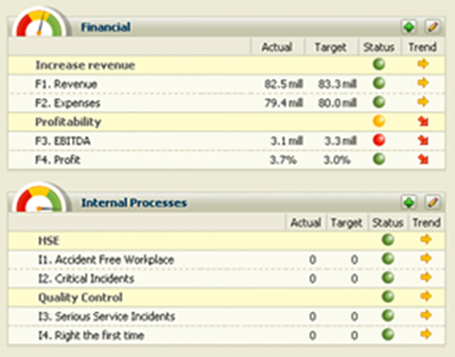 Financial
Actual Target Status Trend
Increase revenue
F1. Revenue 82.5 mill 83.3 mill
F2. Expenses 79.4 mill 80.0 mill
Profitability
F3. EBITDA 3.1 mill 3.3 mill
F4. Profit 3.7% 3.0%
Internal Processes
Actual Target Status Trend
HSE
I1. Accident Free Workplace 0 0
I2. Critical Incidents 0 0
Quality Control
I3. Serious Service Incidents 0 0
I4. Right the first time 0 0